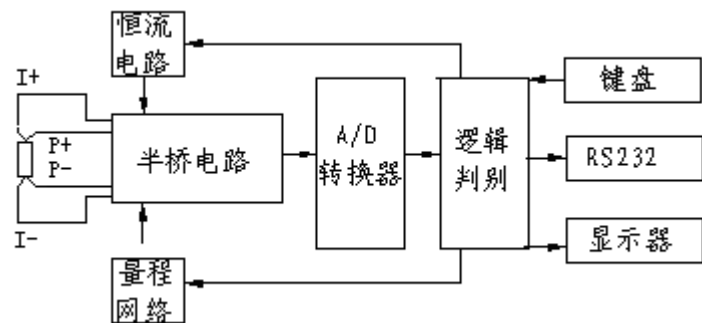 恒流
电路
I+
P+
P-
I-
半桥电路
A/D
转换器
逻辑
判别
键盘
RS232
显示器
量程
网络